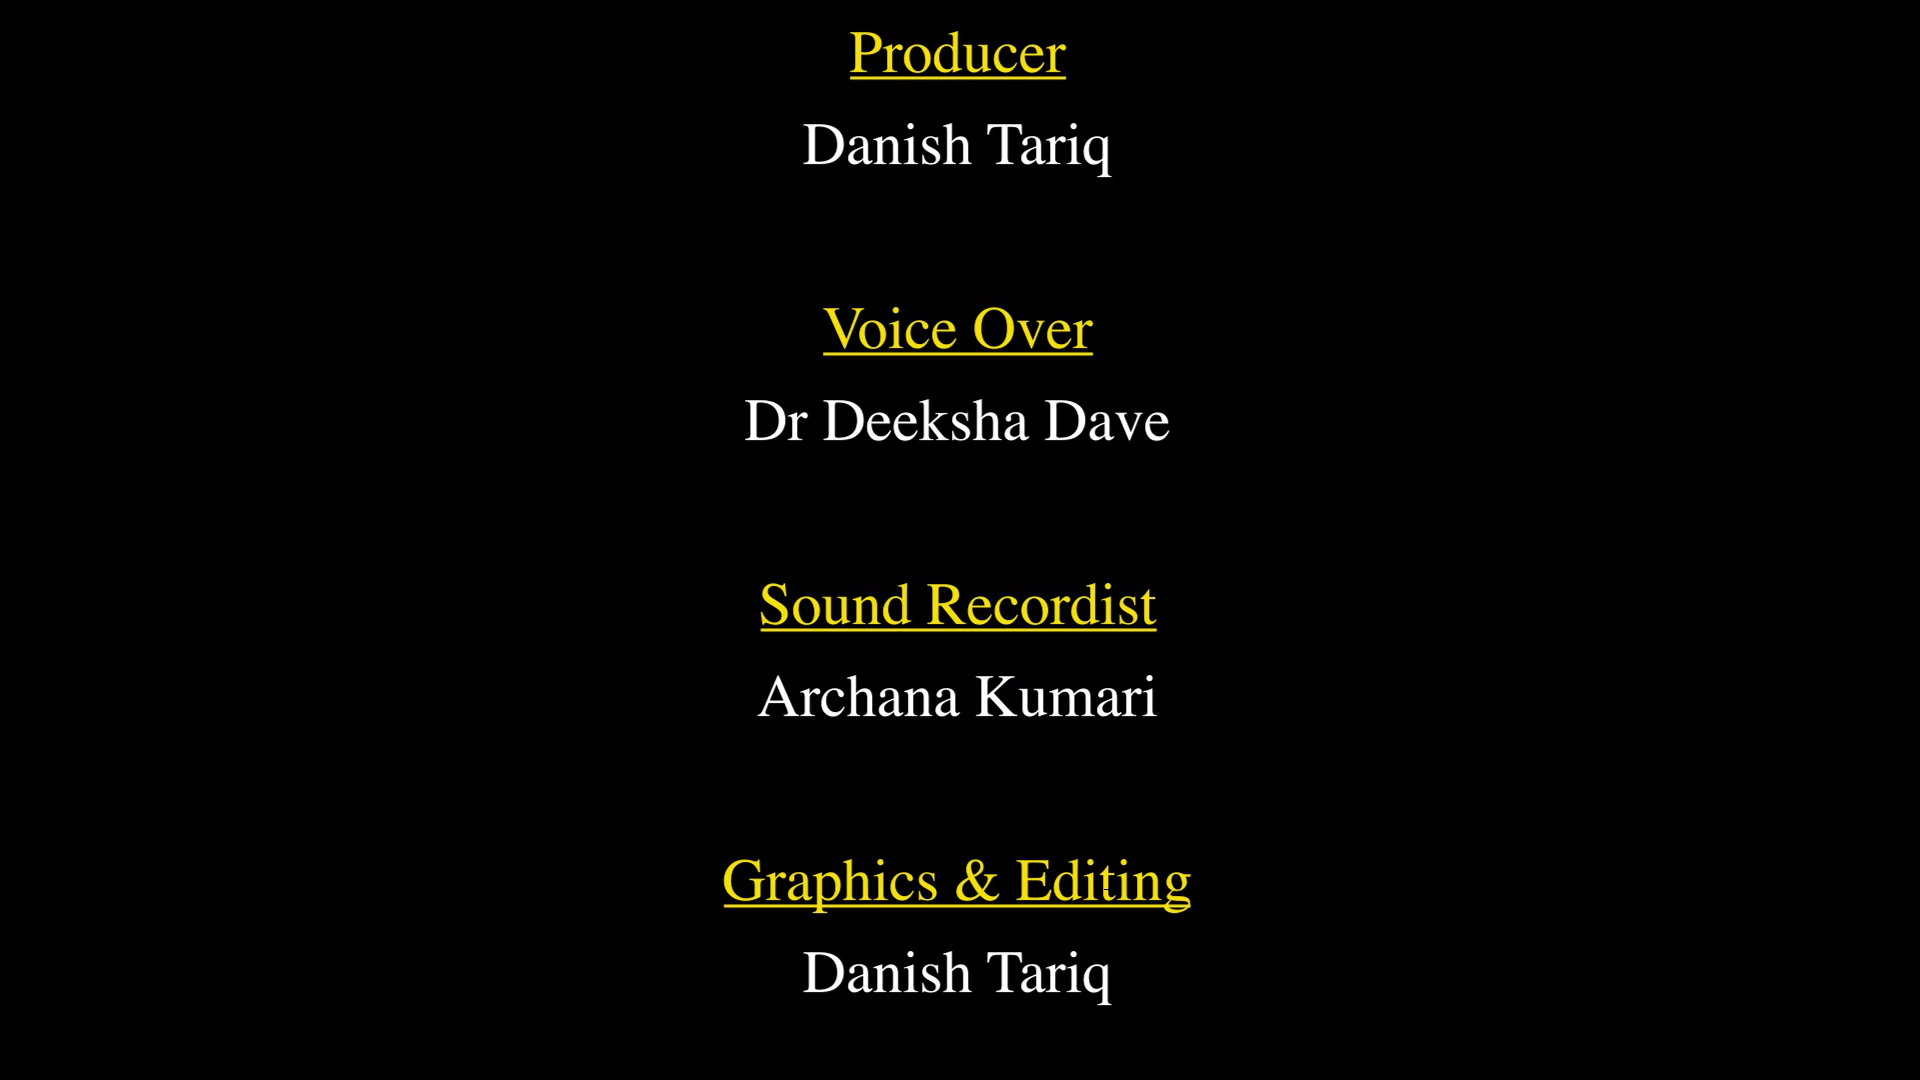 Producer
Danish Tariq
Voice Over
Dr Deeksha Dave
Sound Recordist
Archana Kumari
Graphics & Editing
Danish Tariq